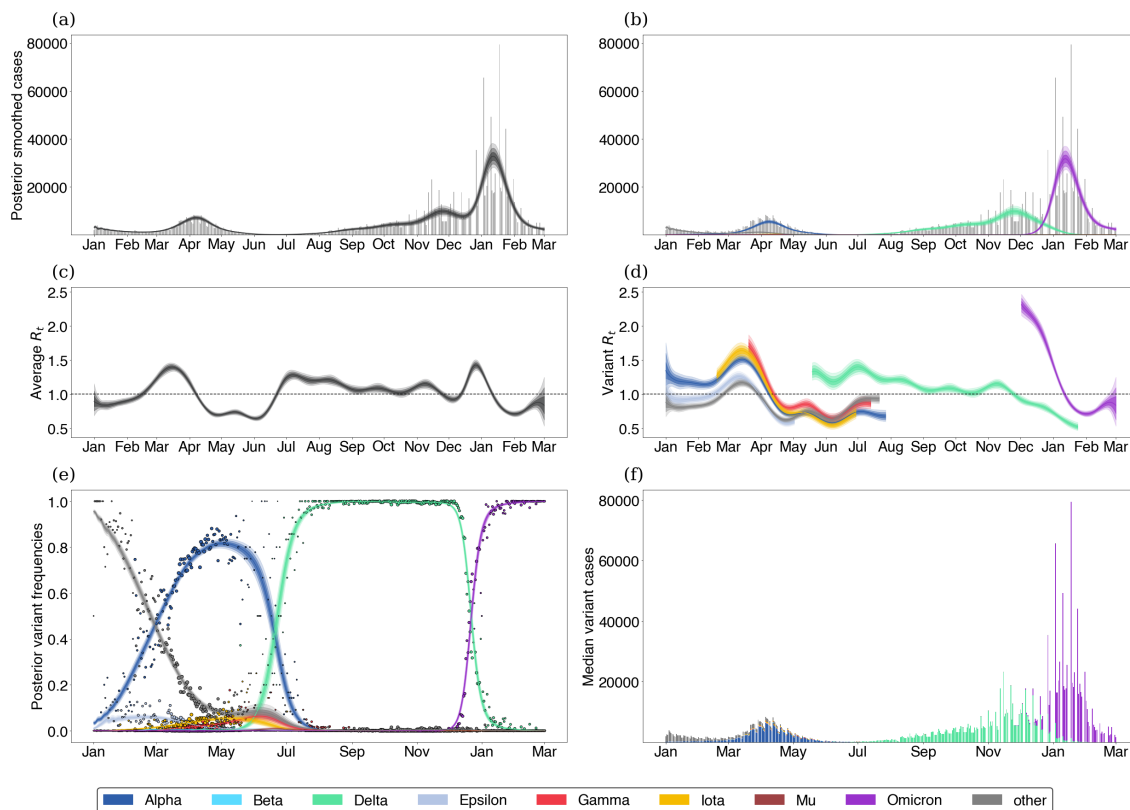 (a)
(b)
Posterior smoothed cases
80000
60000
40000
20000
Jan Feb Mar Apr May Jun Jul Aug Sep Oct Nov Dec Jan Feb Mar
80000
60000
40000
20000
Jan Feb Mar Apr May Jun Jul Aug Sep Oct Nov Dec Jan Feb Mar
(c)
(d)
Average Rt
2.5
2.0
1.5
1.0
0.5
Jan Feb Mar Apr May Jun Jul Aug Sep Oct Nov Dec Jan Feb Mar
Variant Rt
2.5
2.0
1.5
1.0
0.5
Jan Feb Mar Apr May Jun Jul Aug Sep Oct Nov Dec Jan Feb Mar
(e)
(f)
Posterior variant frequencies
1.0
0.8
0.6
0.4
0.2
0.0
Jan Mar May Jul Sep Nov Jan Mar
Median variant cases
80000
60000
40000
20000
Jan Mar May Jul Sep Nov Jan Mar
Alpha Beta Delta Epsilon Gamma Iota Mu Omicron other